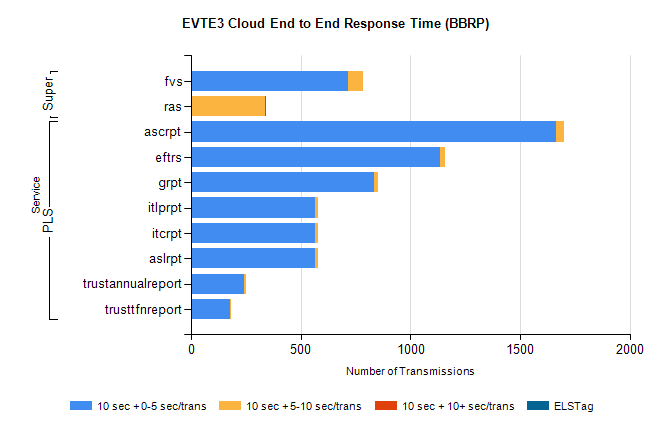 EVTE3 Cloud End to End Response Time (BBRP)
Super
fvs
ras
Service
PLS
ascrpt
eftrs
grpt
itlprpt
itcrpt
aslrpt
trustannualreport
trusttfnreport
0 500 1000 1500 2000
Number of Transmissions
10 sec +0-5 sec/trans 10 sec +5-10 sec/trans 10 sec + 10+ sec/trans ELSTag